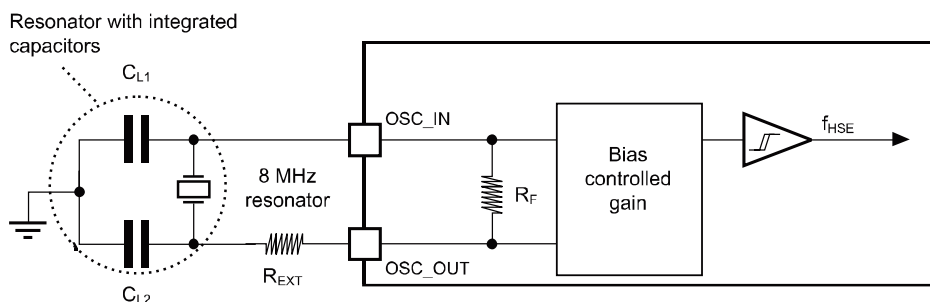 Resonator with integrated
capacitors
CL1
OSC_IN
fHSE
8 MHz
resonator
RF
Bias
controlled
gain
REXT
OSC_OUT
CL2